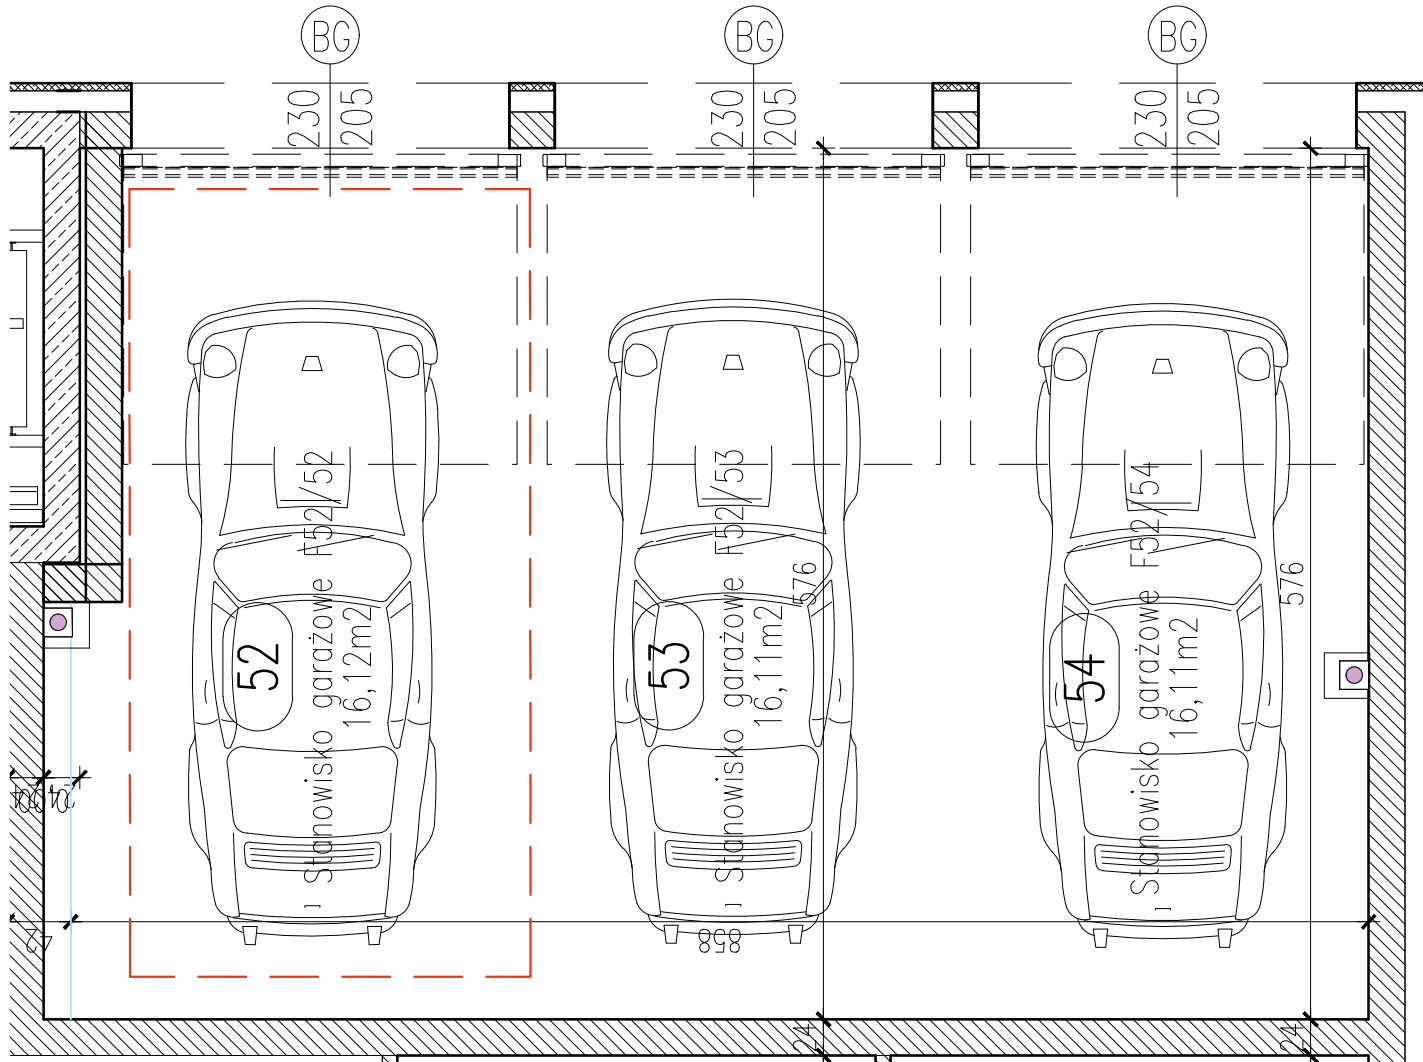 BG
BG
BG
230
205
230
205
230
205
Stanowisko garażowe F52/52
16,12m2
52
Stanowisko garażowe F52/53
16,11m2
53
Stanowisko garażowe F52/54
16,11m2
54
576
576
858
42
24
24